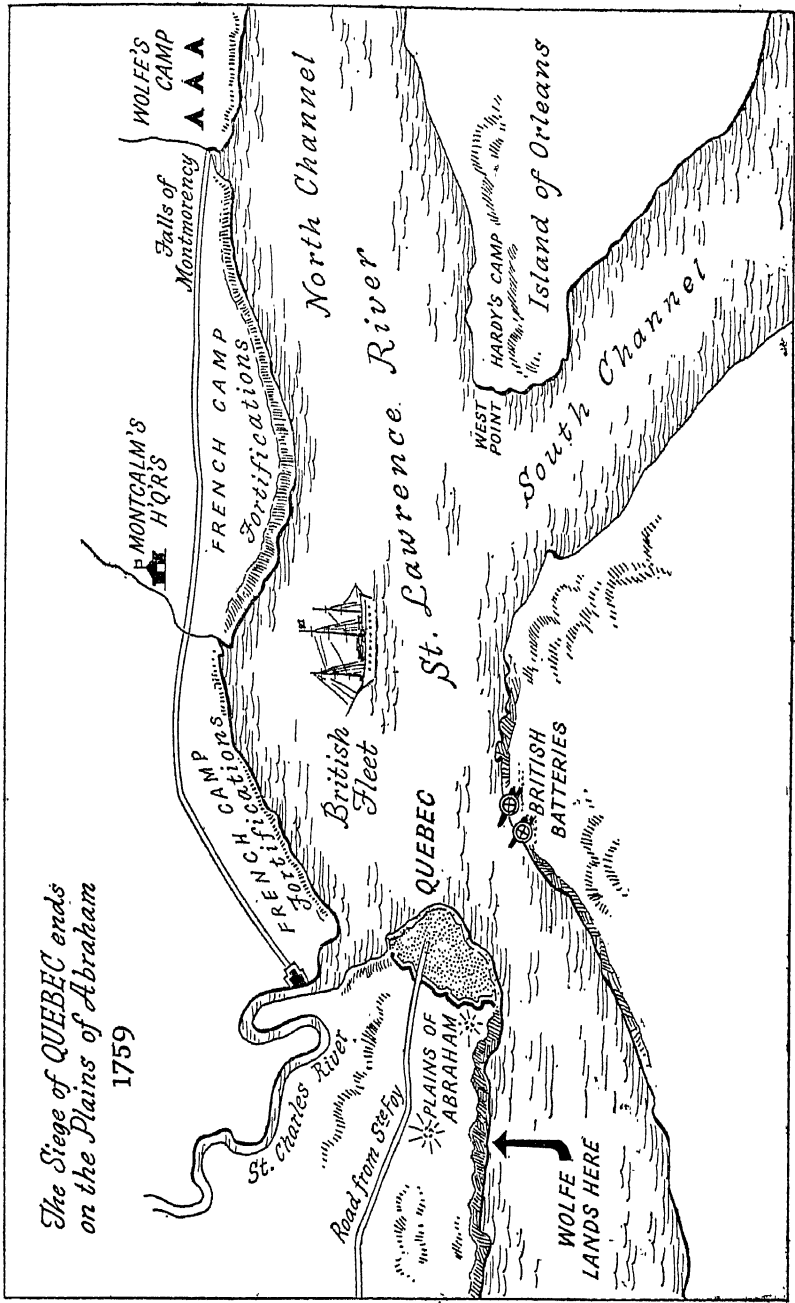 The Siege of QUEBEC ends
on the Plains of Abraham
1759
St. Charles River
Road from Ste Foy
PLAINS OF
ABRAHAM
WOLFE
LANDS HERE
QUEBEC
FRENCH CAMP
Fortifications
British
Fleet
BRITISH
BATTERIES
MONTCALM'S
H'Q'R'S
FRENCH CAMP
Fortifications
St. Lawrence River
Falls of
Montmorency
WOLFE'S
CAMP
North Channel
WEST
POINT
HARDY'S CAMP
Island of Orleans
South Channel